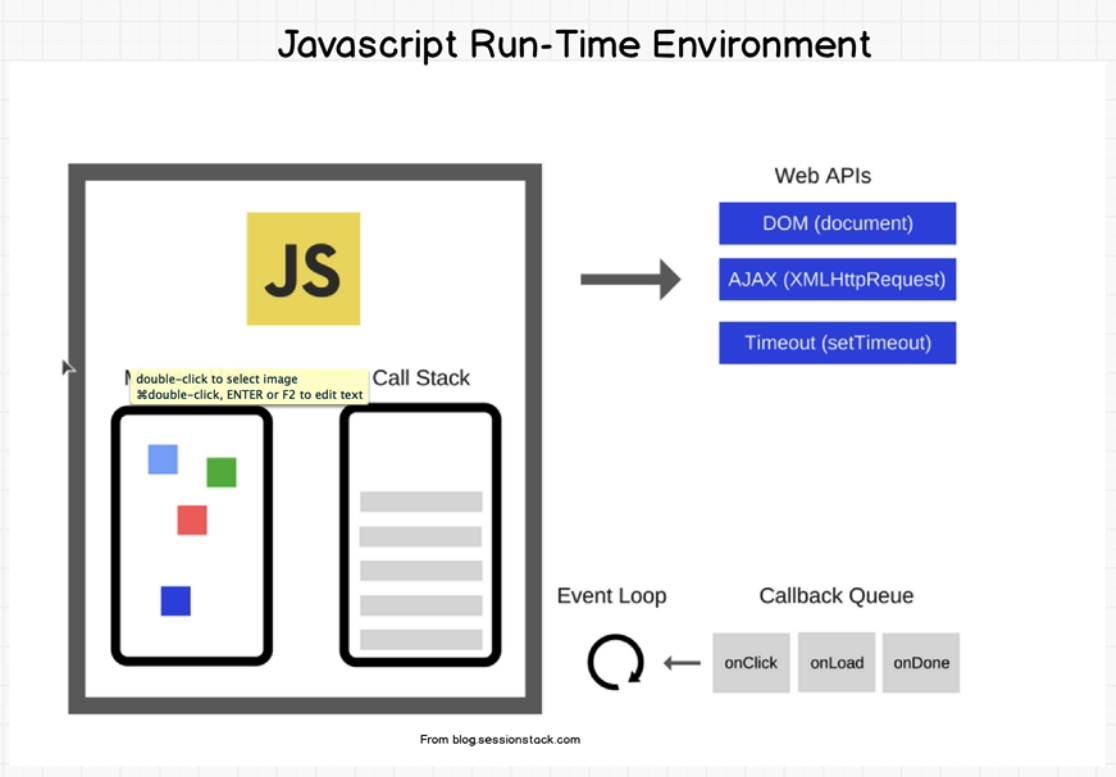 Javascript Run-Time Environment
Web APIs
DOM (document)
JS
AJAX (XMLHttpRequest)
Timeout (setTimeout)
double-click to select image
⌘double-click, ENTER or F2 to edit text
Call Stack
Event Loop
Callback Queue
onClick
onLoad
onDone
From blog.sessionstack.com